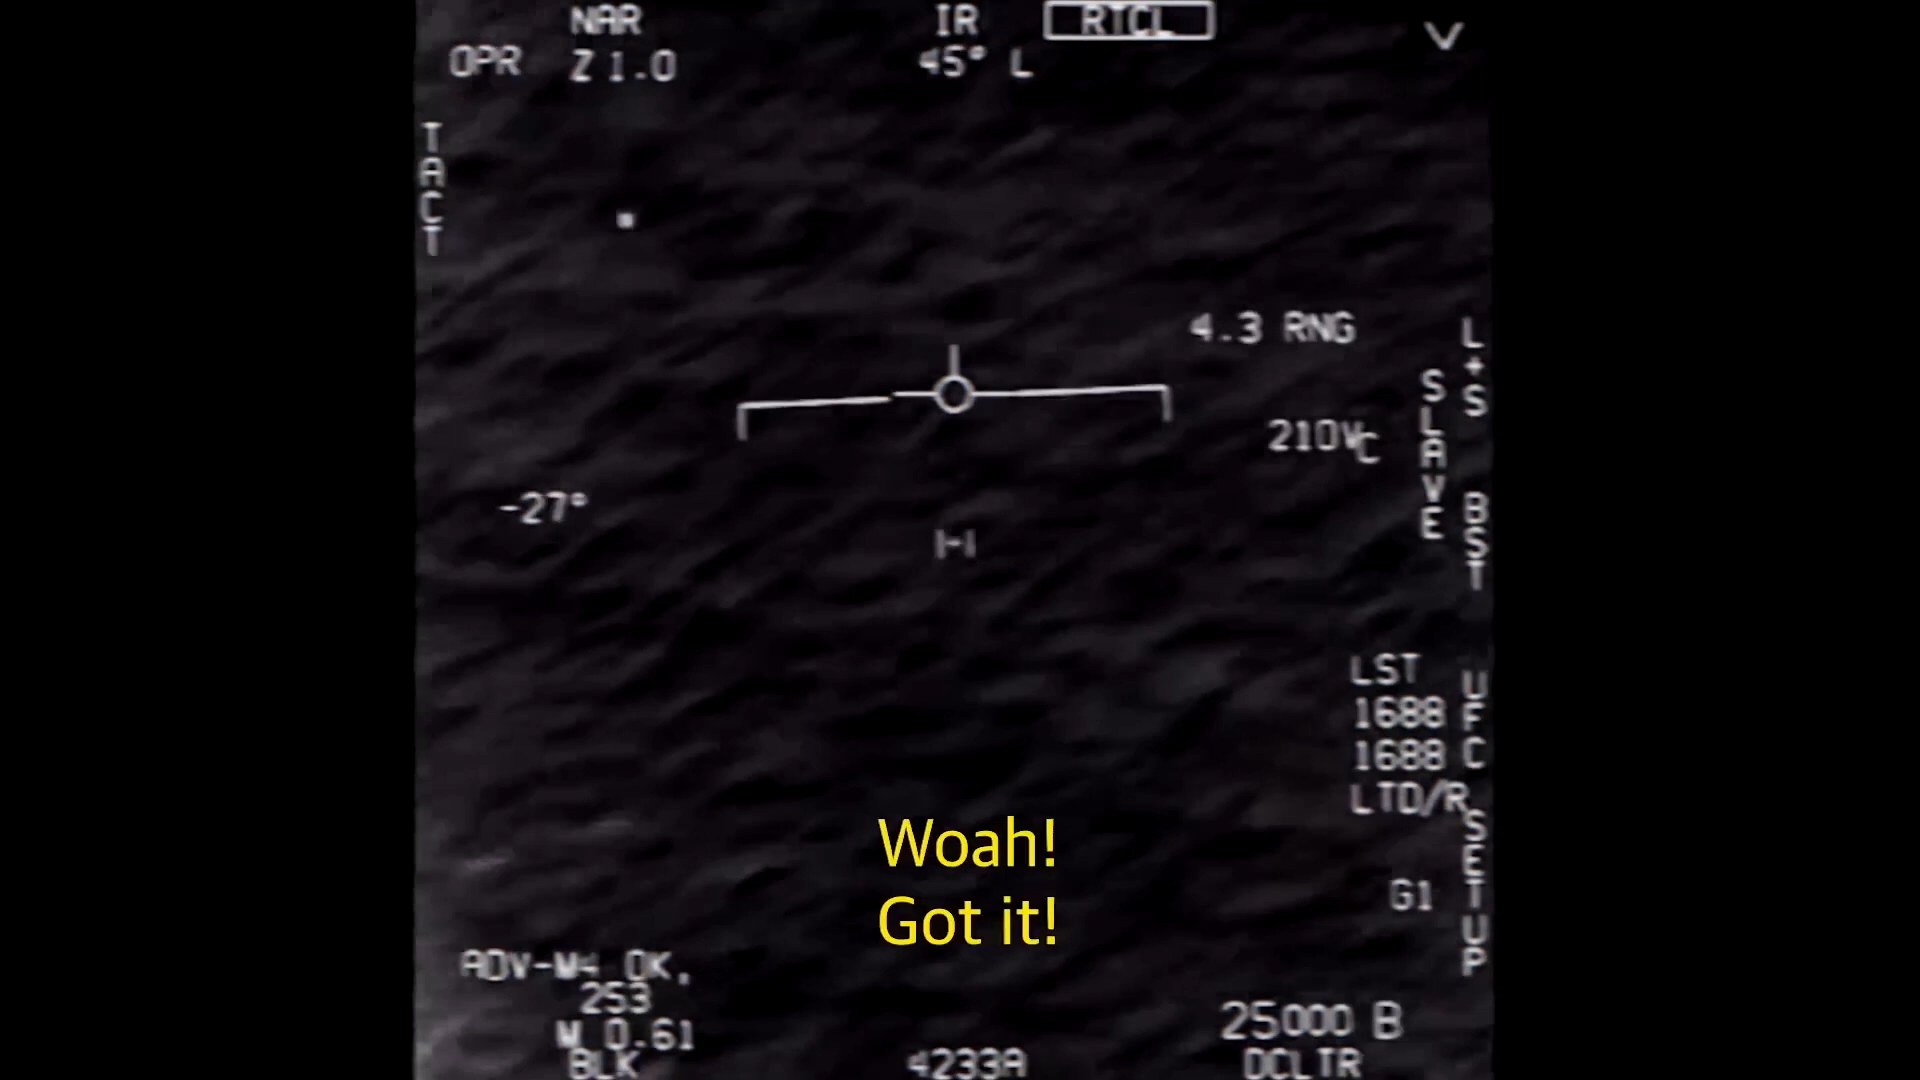 NAR IR RTCL V
OPR Z 1.0 45° L
TACT
4.3 RNG
L+S
SLAVE
210Vc
-27°
BST
LST
1688
1688
UFC
LTD/R
SETUP
G1
Woah!
Got it!
ADV-M4 OK,
253
M 0.61
BLK
25000 B
4233A
DCLTR